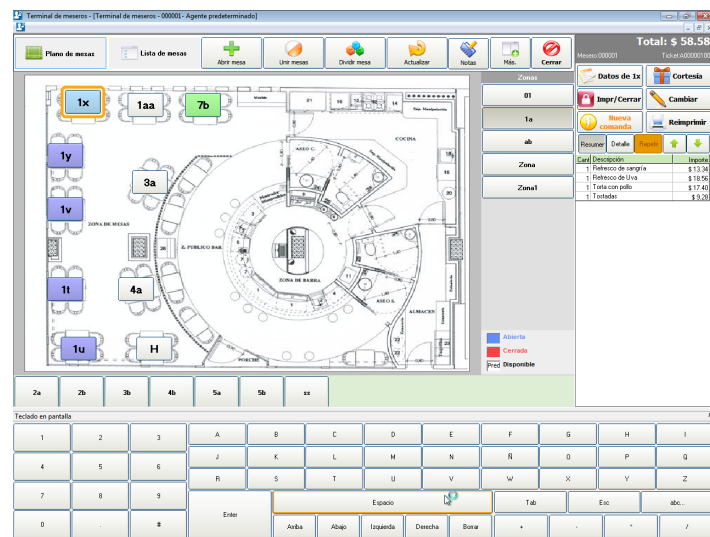 Terminal de meseros - [Terminal de meseros - 000001- Agente predeterminado]
Plano de mesas
Lista de mesas
Abrir mesa
Unir mesas
Dividir mesa
Actualizar
Notas
Más.
Cerrar
Total: $ 58.58
Mesero:000001
Ticket:A00000100
Zonas
01
1a
ab
Zona
Zona1
Datos de 1x
Cortesía
Impr/Cerrar
Cambiar
Nueva comanda
Reimprimir
Resumen
Detalle
Repetir
Cant Descripción Importe
1 Refresco de sangría $ 13.34
1 Refresco de Uva $ 18.56
1 Torta con pollo $ 17.40
1 Tostadas $ 9.28
1x
1aa
7b
1y
3a
1v
1t
4a
1u
H
COCINA
ASEO C.
ZONA DE MESAS
Z. PUBLICO BAR
ZONA DE BARRA
ASEO S.
ALMACEN
PORCHE
Abierta
Cerrada
Pred Disponible
2a
2b
3b
4b
5a
5b
zz
Teclado en pantalla
1 2 3 A B C D E F G H I
4 5 6 J K L M N Ñ O P Q
R S T U V W X Y Z
7 8 9 Enter Espacio Tab Esc abc...
0 . # Arriba Abajo Izquierda Derecha Borrar + - * /